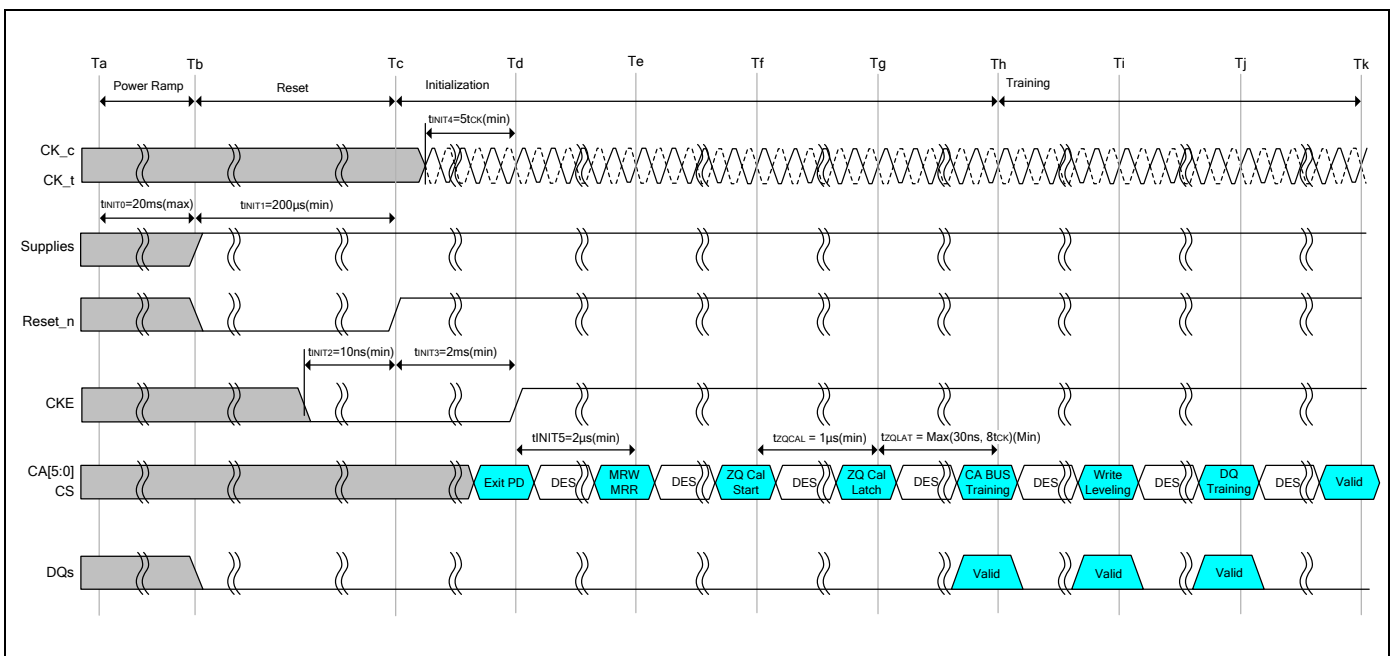 Ta Tb Tc Td Te Tf Tg Th Ti Tj Tk
Power Ramp Reset Initialization Training
tINIT4=5tCK(min)
CK_c
CK_t
tINIT0=20ms(max) tINIT1=200µs(min)
Supplies
Reset_n
tINIT2=10ns(min) tINIT3=2ms(min)
CKE
tINIT5=2µs(min) tZQCAL = 1µs(min) tZQLAT = Max(30ns, 8tCK)(Min)
CA[5:0]
CS
Exit PD DES MRW DES ZQ Cal DES ZQ Cal DES CA BUS DES Write DES DQ DES Valid
MRR Start Latch Training Leveling Training
DQs Valid Valid Valid